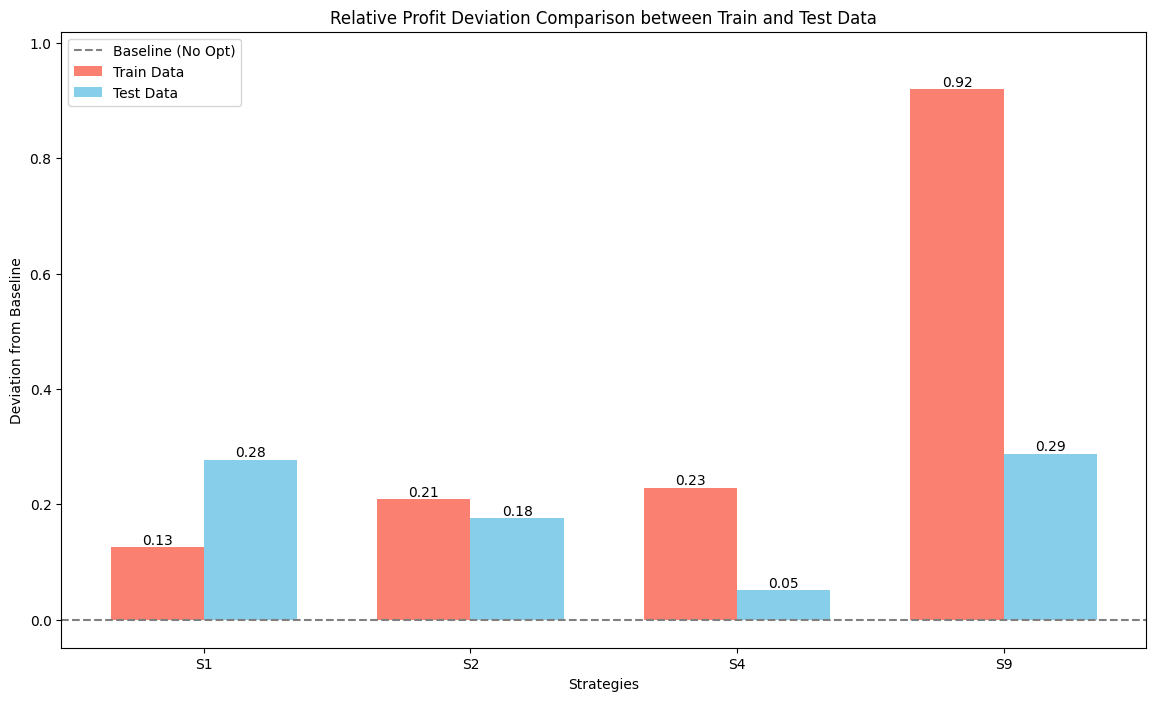 Relative Profit Deviation Comparison between Train and Test Data
Baseline (No Opt)
Train Data
Test Data
Deviation from Baseline
1.0
0.8
0.6
0.4
0.2
0.0
0.13
0.28
0.21
0.18
0.23
0.05
0.92
0.29
S1
S2
S4
S9
Strategies